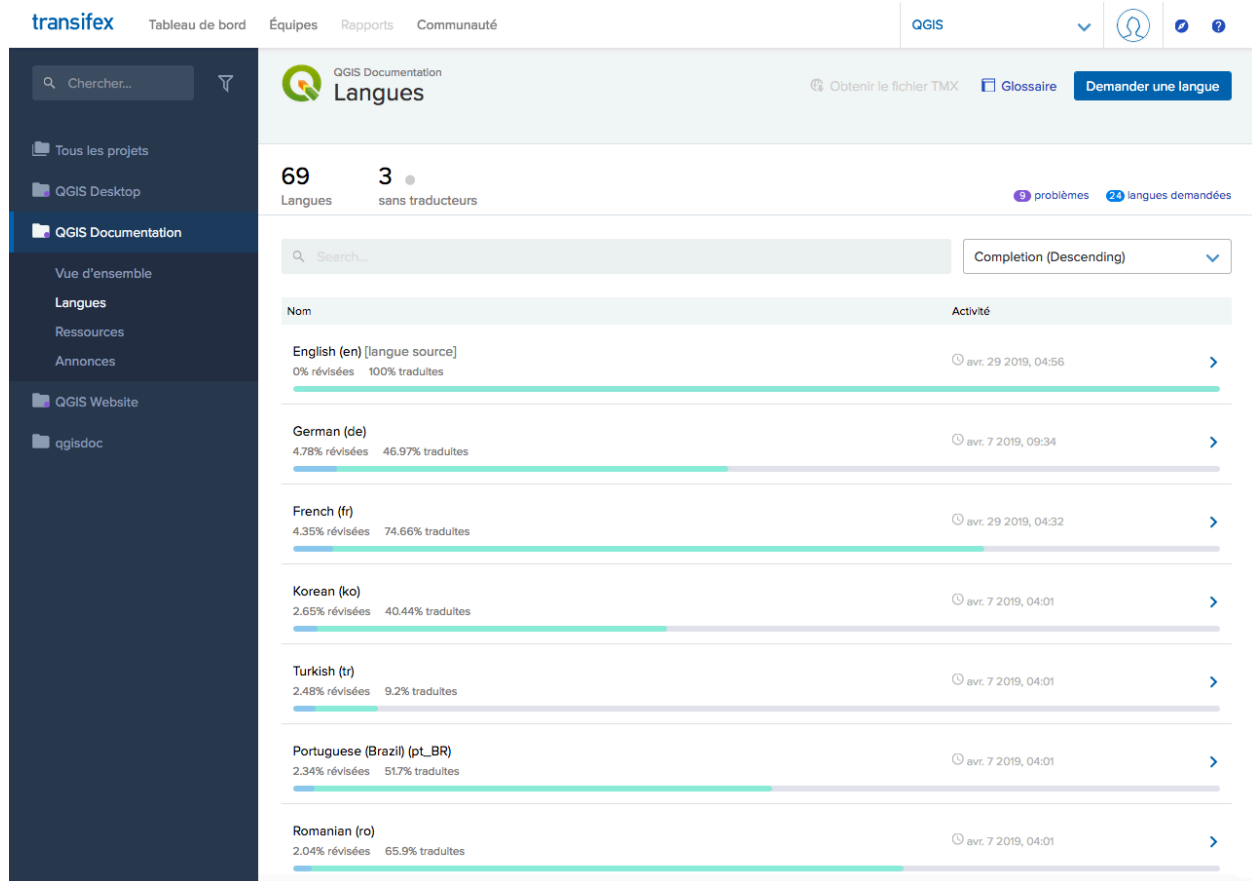 transifex Tableau de bord Équipes Rapports Communauté QGIS
Chercher...
Tous les projets
QGIS Desktop
QGIS Documentation
Vue d'ensemble
Langues
Ressources
Annonces
QGIS Website
qgisdoc
QGIS Documentation
Langues
Obtenir le fichier TMX Glossaire Demander une langue
69 3
Langues sans traducteurs
9 problèmes 24 langues demandées
Search... Completion (Descending)
Nom Activité
English (en) [langue source]
0% révisées 100% traduites
avr. 29 2019, 04:56
German (de)
4.78% révisées 46.97% traduites
avr. 7 2019, 09:34
French (fr)
4.35% révisées 74.66% traduites
avr. 29 2019, 04:32
Korean (ko)
2.65% révisées 40.44% traduites
avr. 7 2019, 04:01
Turkish (tr)
2.48% révisées 9.2% traduites
avr. 7 2019, 04:01
Portuguese (Brazil) (pt_BR)
2.34% révisées 51.7% traduites
avr. 7 2019, 04:01
Romanian (ro)
2.04% révisées 65.9% traduites
avr. 7 2019, 04:01